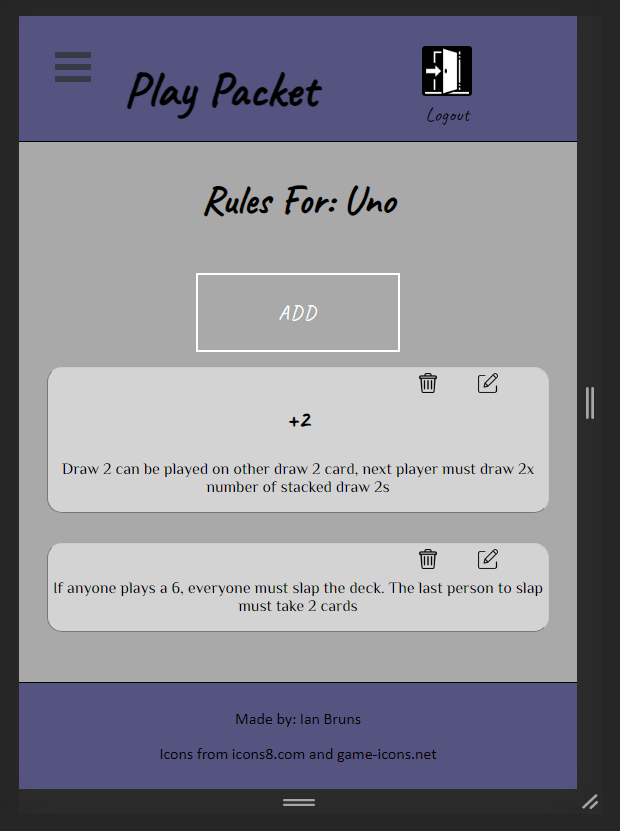 Play Packet
Logout
Rules For: Uno
ADD
+2
Draw 2 can be played on other draw 2 card, next player must draw 2x
number of stacked draw 2s
If anyone plays a 6, everyone must slap the deck. The last person to slap
must take 2 cards
Made by: Ian Bruns
Icons from icons8.com and game-icons.net